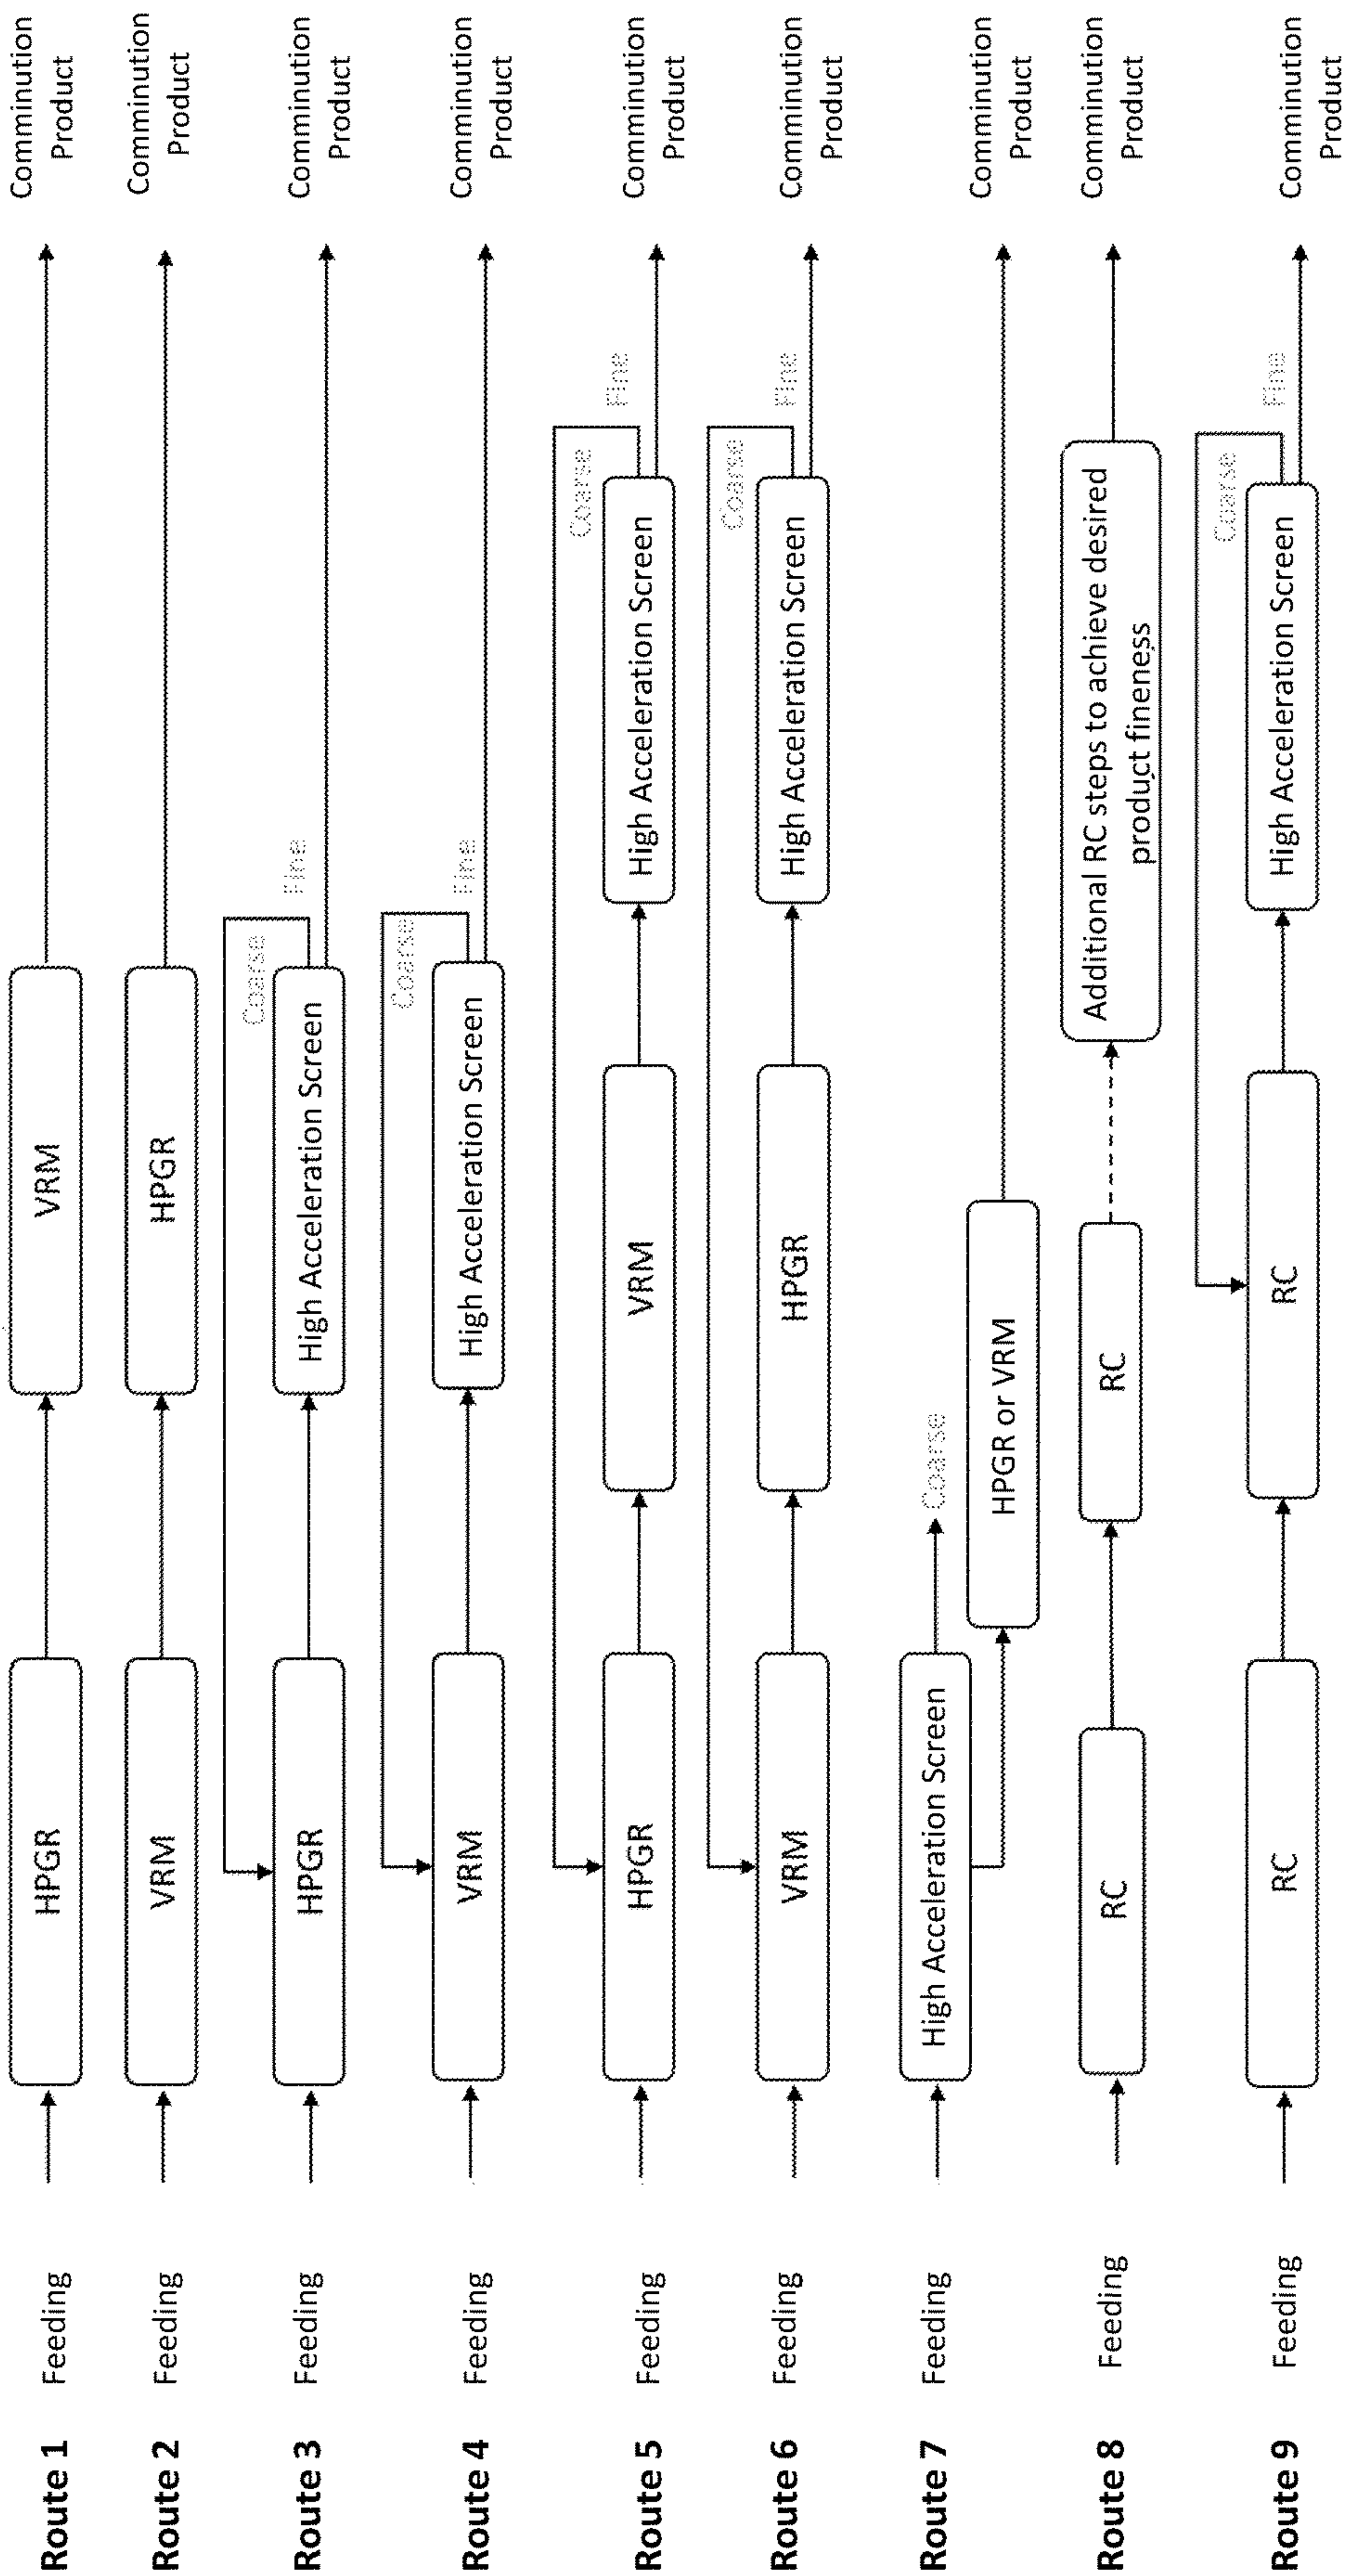 Route 1
Feeding
HPGR
VRM
Comminution
Product
Route 2
Feeding
VRM
HPGR
Comminution
Product
Route 3
Feeding
HPGR
High Acceleration Screen
Coarse
Fine
Comminution
Product
Route 4
Feeding
VRM
High Acceleration Screen
Coarse
Fine
Comminution
Product
Route 5
Feeding
HPGR
VRM
High Acceleration Screen
Coarse
Fine
Comminution
Product
Route 6
Feeding
VRM
HPGR
High Acceleration Screen
Coarse
Fine
Comminution
Product
Route 7
Feeding
High Acceleration Screen
Coarse
HPGR or VRM
Comminution
Product
Route 8
Feeding
RC
RC
Additional RC steps to achieve desired
product fineness
Comminution
Product
Route 9
Feeding
RC
RC
High Acceleration Screen
Coarse
Fine
Comminution
Product